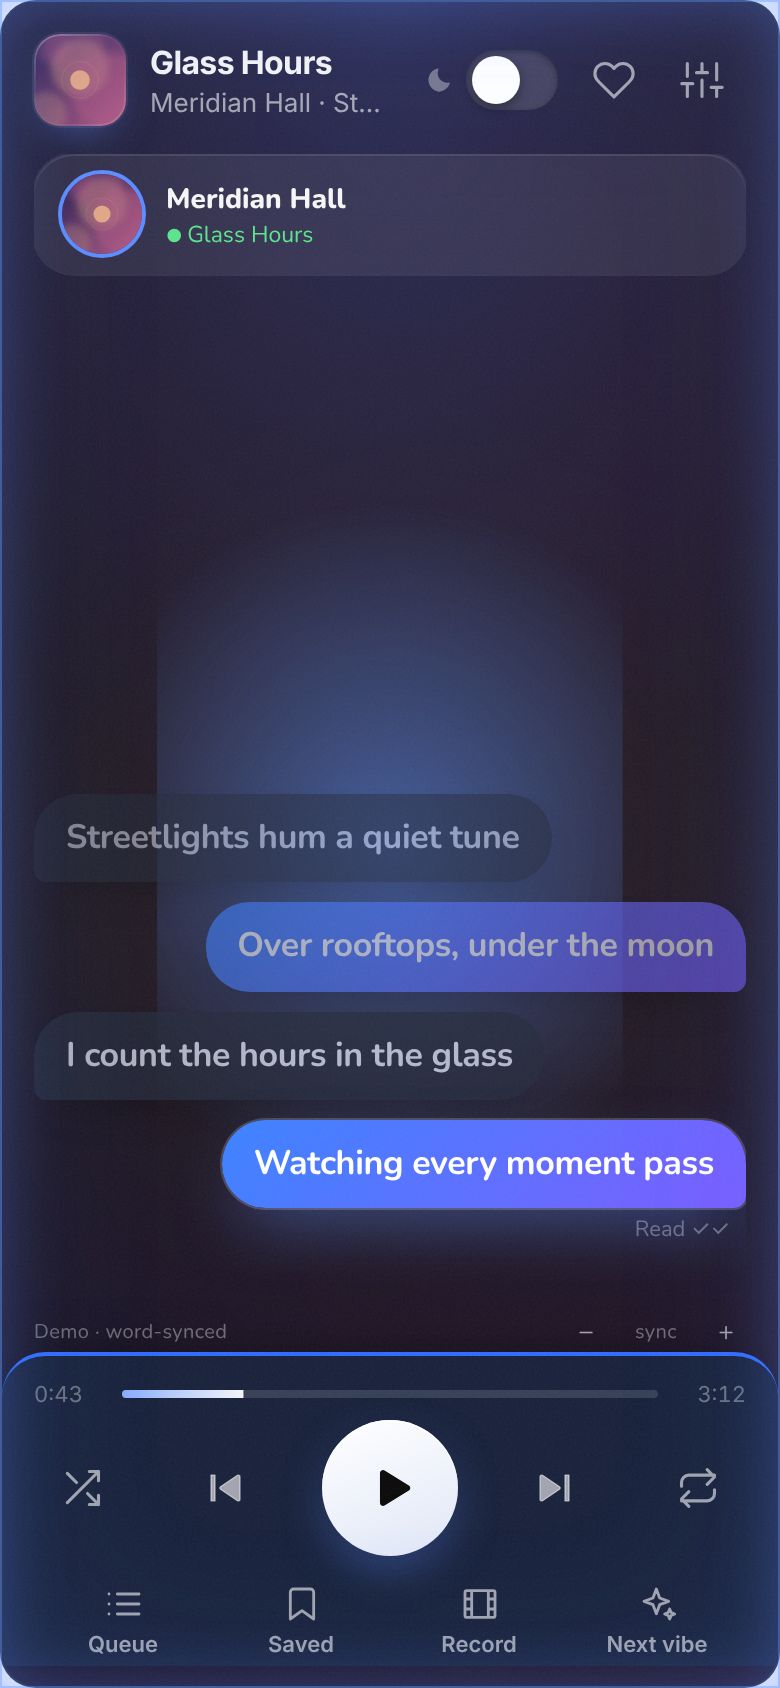 Glass Hours
Meridian Hall · St...
Meridian Hall
Glass Hours
Streetlights hum a quiet tune
Over rooftops, under the moon
I count the hours in the glass
Watching every moment pass
Read ✓✓
Demo · word-synced
− sync +
0:43 3:12
Queue Saved Record Next vibe